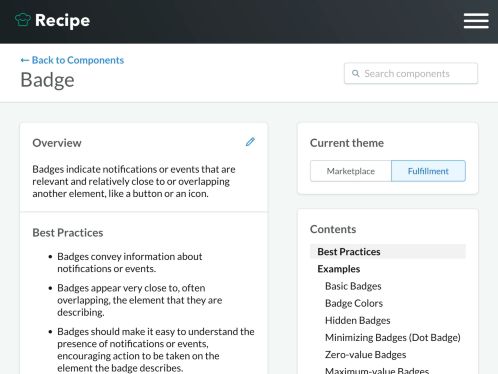 Recipe
← Back to Components
Badge
Search components
Overview
Badges indicate notifications or events that are
relevant and relatively close to or overlapping
another element, like a button or an icon.
Best Practices
• Badges convey information about
notifications or events.
• Badges appear very close to, often
overlapping, the element that they are
describing.
• Badges should make it easy to understand the
presence of notifications or events,
encouraging action to be taken on the
element the badge describes.
Current theme
Marketplace
Fulfillment
Contents
Best Practices
Examples
Basic Badges
Badge Colors
Hidden Badges
Minimizing Badges (Dot Badge)
Zero-value Badges
Maximum-value Badges